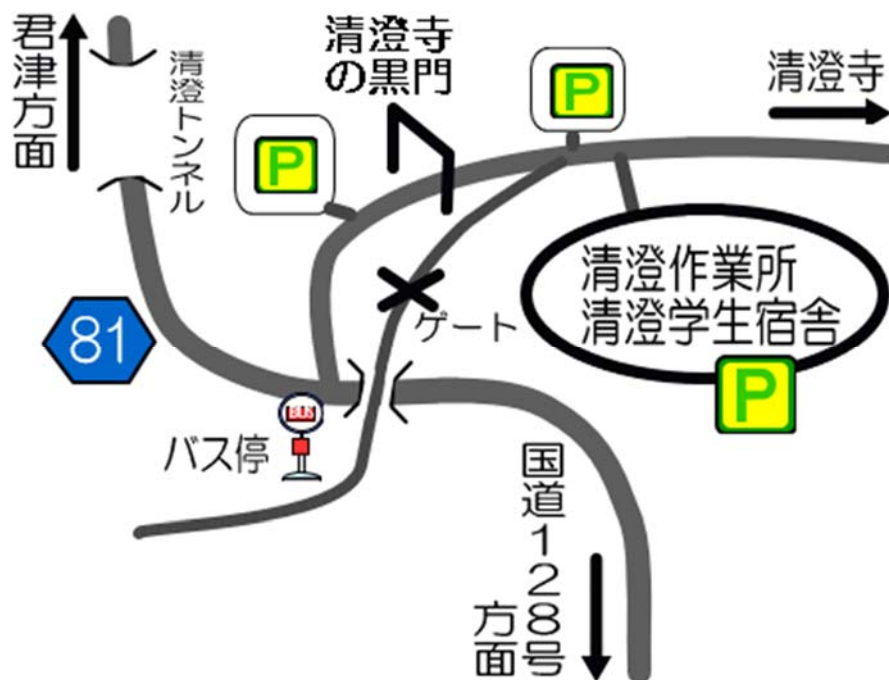 君津方面
清澄トンネル
清澄寺
の黒門
P
P
清澄寺
81
ゲート
清澄作業所
清澄学生宿舎
P
BUS
バス停
国道128号
方面